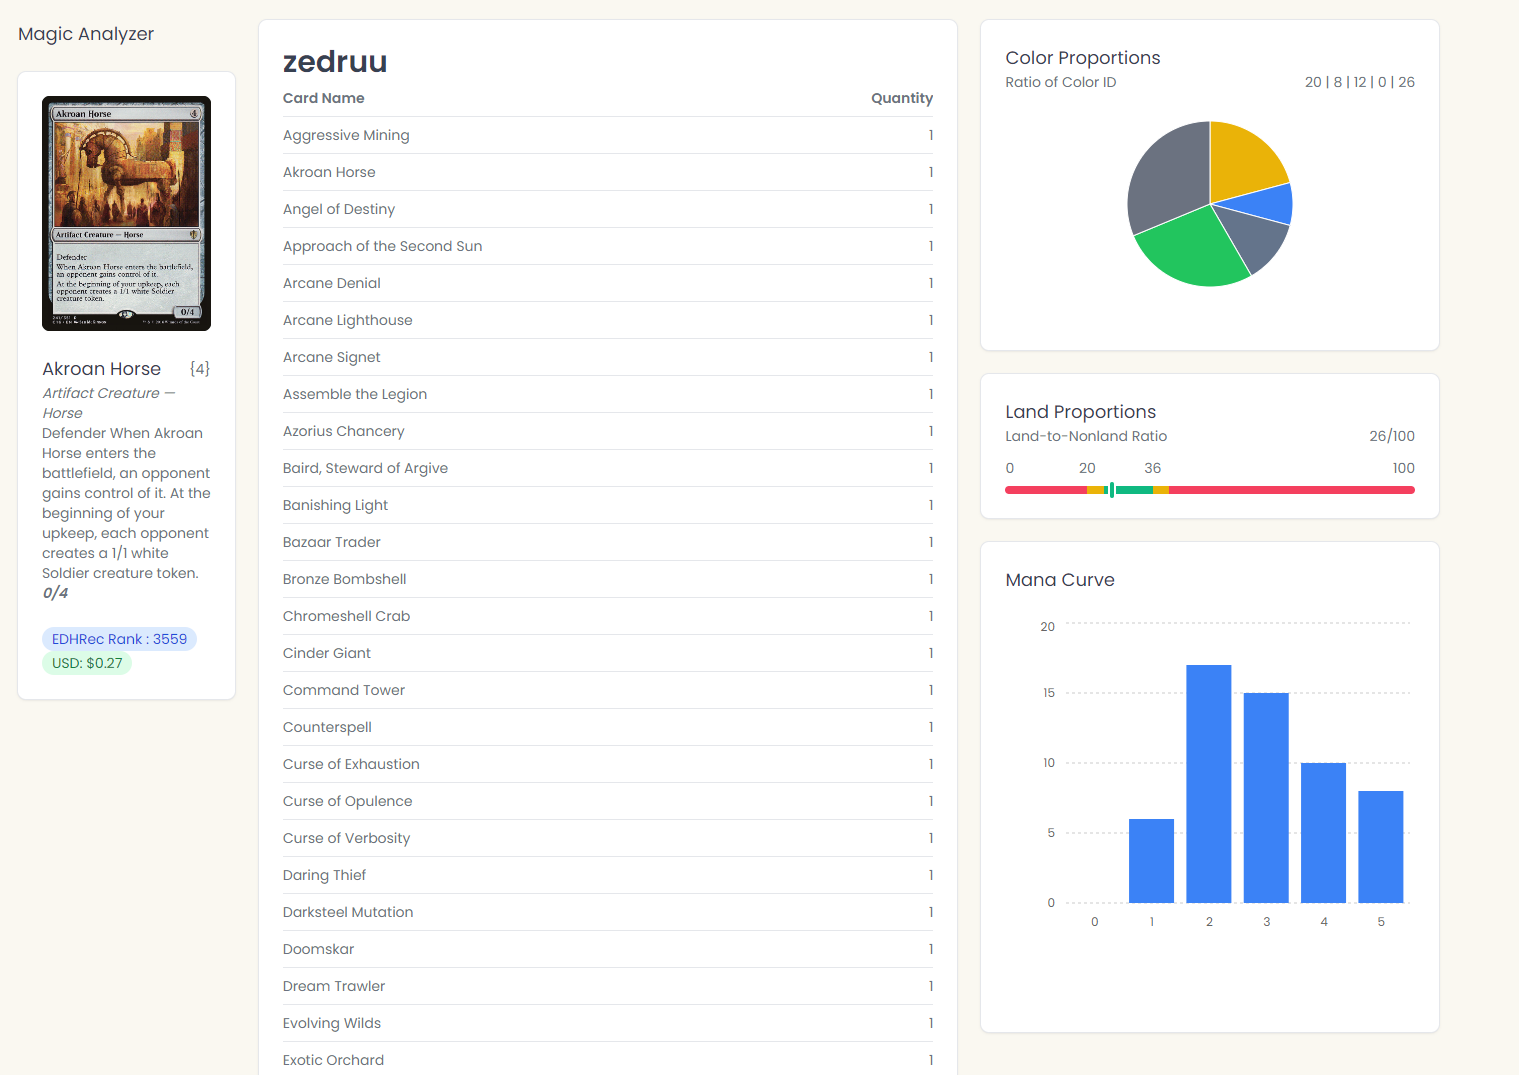 Magic Analyzer
Akroan Horse 4
Artifact Creature — Horse
Defender
When Akroan Horse enters the battlefield,
an opponent gains control of it.
At the beginning of your upkeep, each
opponent creates a 1/1 white Soldier
creature token.
0/4
Akroan Horse {4}
Artifact Creature —
Horse
Defender When Akroan
Horse enters the
battlefield, an opponent
gains control of it. At the
beginning of your
upkeep, each opponent
creates a 1/1 white
Soldier creature token.
0/4
EDHRec Rank : 3559
USD: $0.27
zedruu
Card Name Quantity
Aggressive Mining 1
Akroan Horse 1
Angel of Destiny 1
Approach of the Second Sun 1
Arcane Denial 1
Arcane Lighthouse 1
Arcane Signet 1
Assemble the Legion 1
Azorius Chancery 1
Baird, Steward of Argive 1
Banishing Light 1
Bazaar Trader 1
Bronze Bombshell 1
Chromeshell Crab 1
Cinder Giant 1
Command Tower 1
Counterspell 1
Curse of Exhaustion 1
Curse of Opulence 1
Curse of Verbosity 1
Daring Thief 1
Darksteel Mutation 1
Doomskar 1
Dream Trawler 1
Evolving Wilds 1
Exotic Orchard 1
Color Proportions
Ratio of Color ID 20 | 8 | 12 | 0 | 26
Land Proportions
Land-to-Nonland Ratio 26/100
0 20 36 100
Mana Curve
20
15
10
5
0
0 1 2 3 4 5